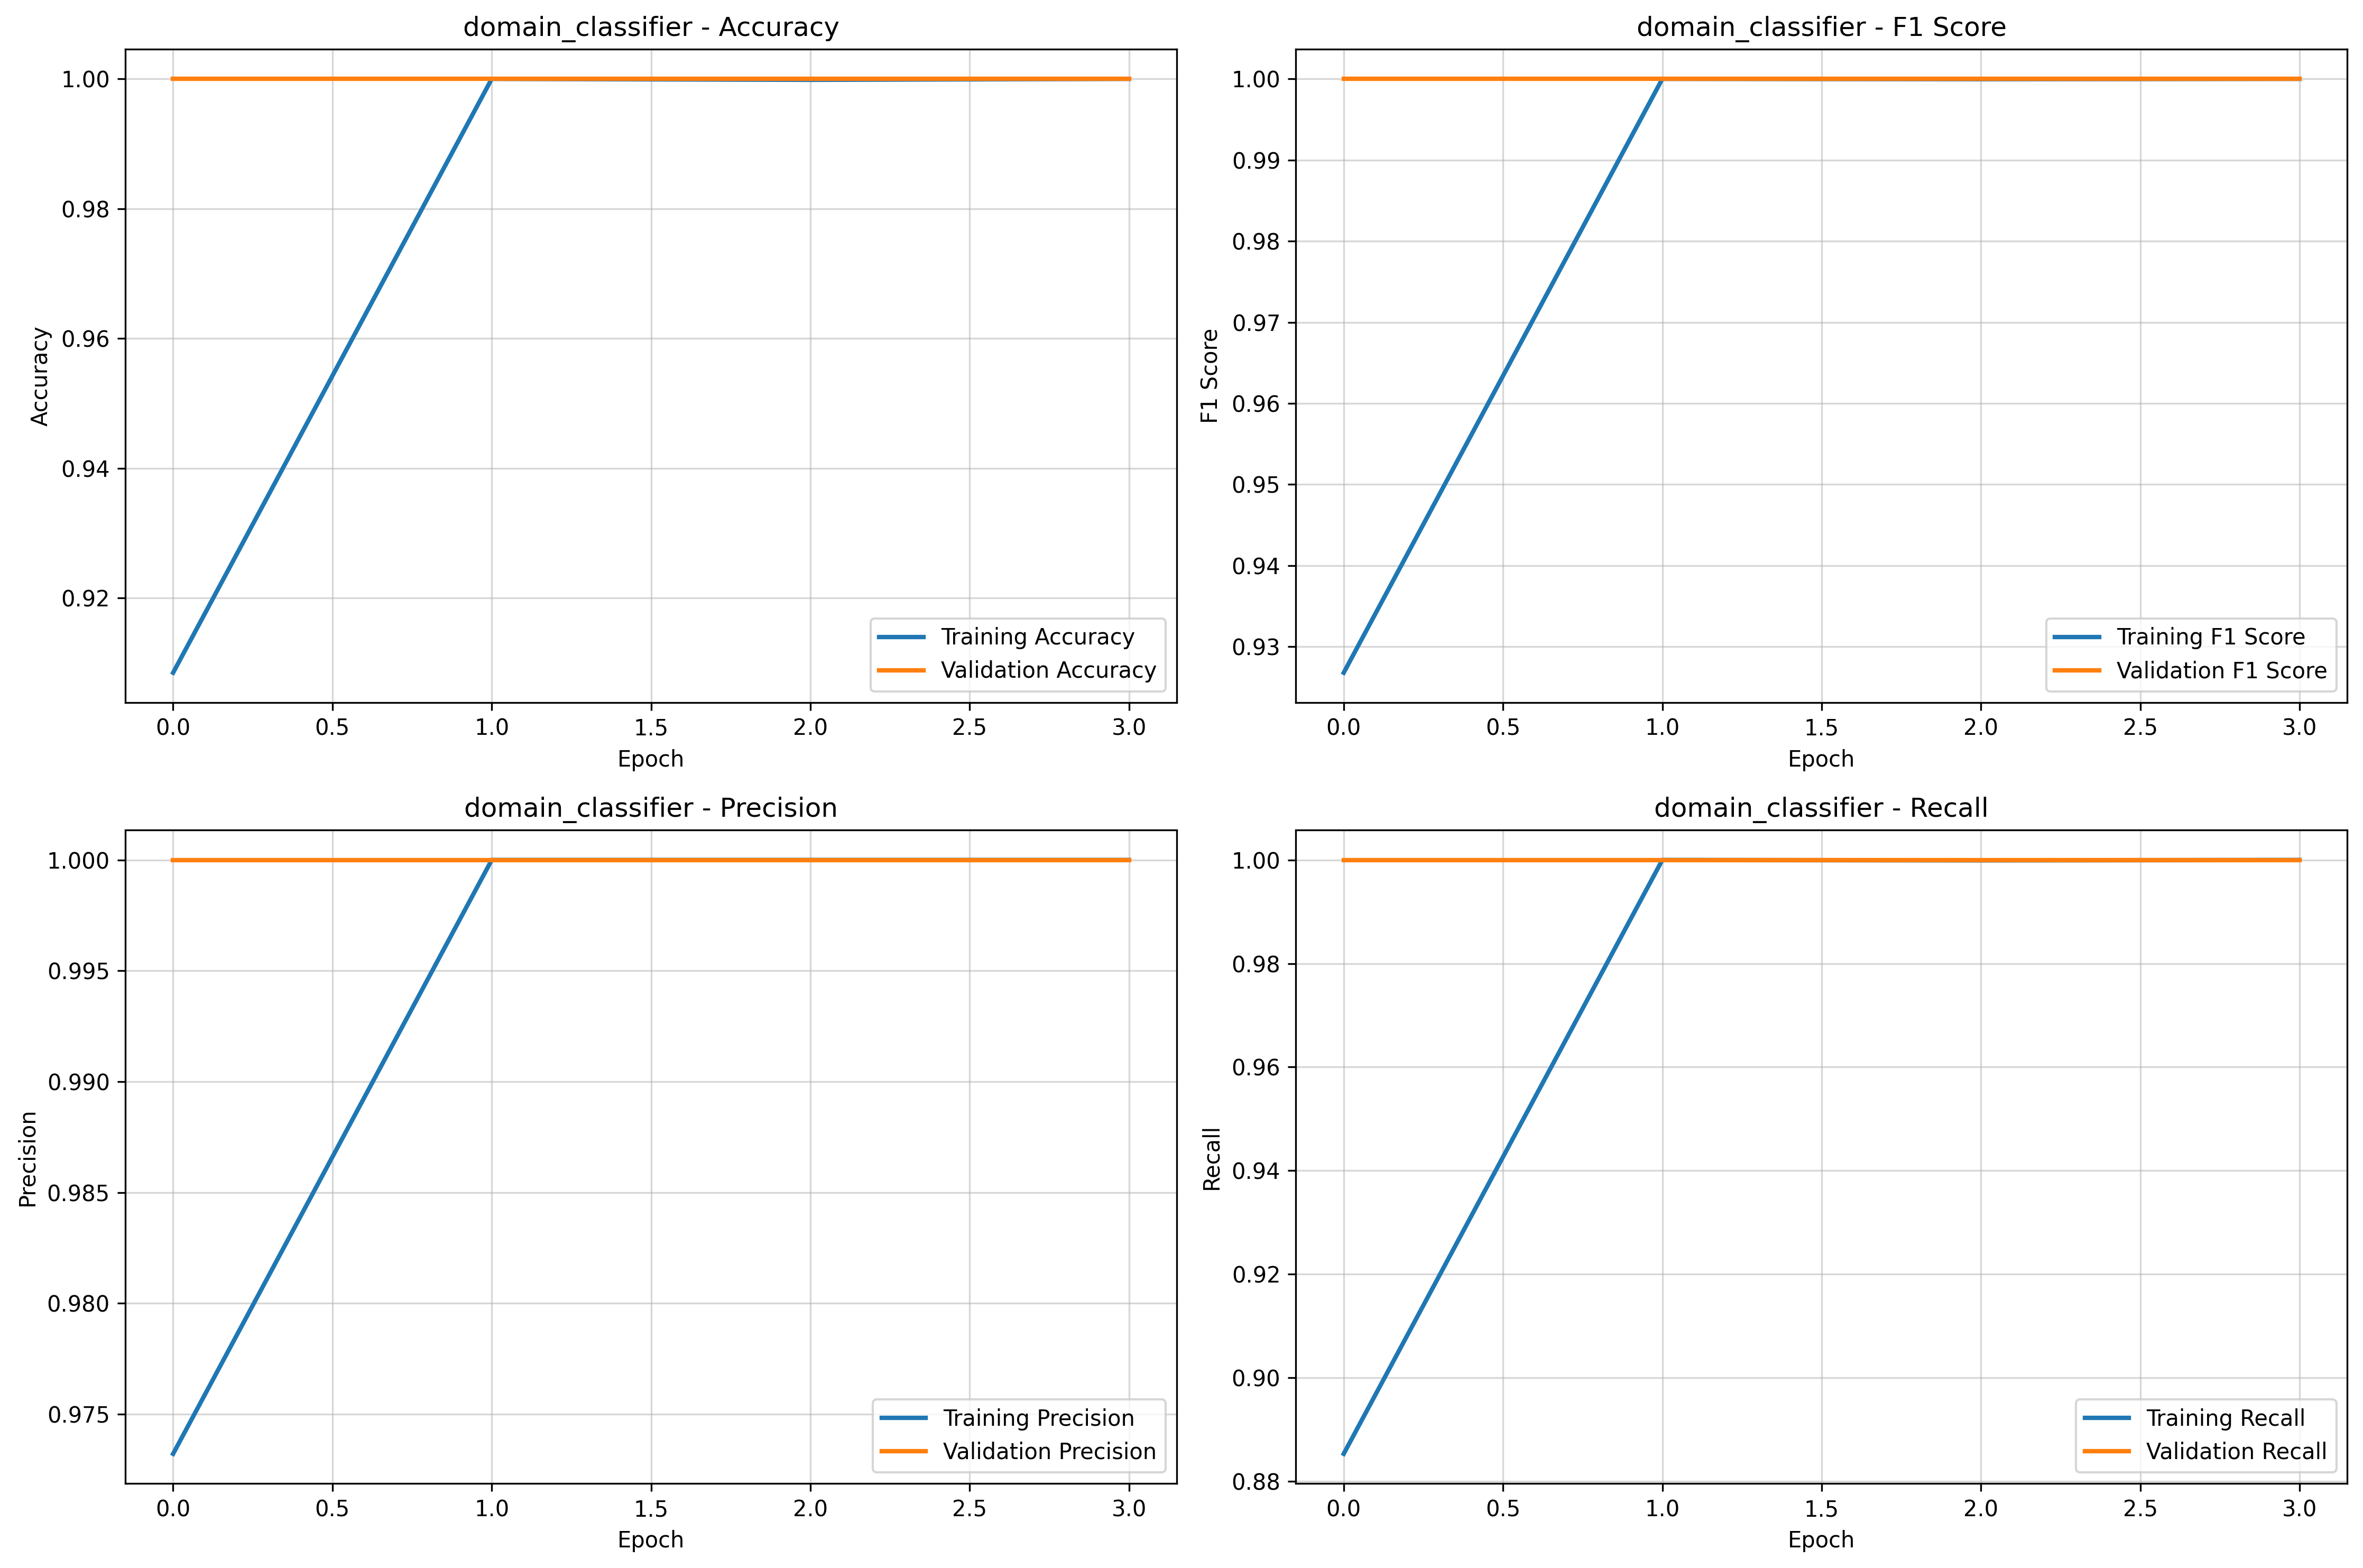 domain_classifier - Accuracy
1.00
0.98
0.96
0.94
0.92
Accuracy
Training Accuracy
Validation Accuracy
0.0 0.5 1.0 1.5 2.0 2.5 3.0
Epoch
domain_classifier - F1 Score
1.00
0.99
0.98
0.97
0.96
0.95
0.94
0.93
F1 Score
Training F1 Score
Validation F1 Score
0.0 0.5 1.0 1.5 2.0 2.5 3.0
Epoch
domain_classifier - Precision
1.000
0.995
0.990
0.985
0.980
0.975
Precision
Training Precision
Validation Precision
0.0 0.5 1.0 1.5 2.0 2.5 3.0
Epoch
domain_classifier - Recall
1.00
0.98
0.96
0.94
0.92
0.90
0.88
Recall
Training Recall
Validation Recall
0.0 0.5 1.0 1.5 2.0 2.5 3.0
Epoch